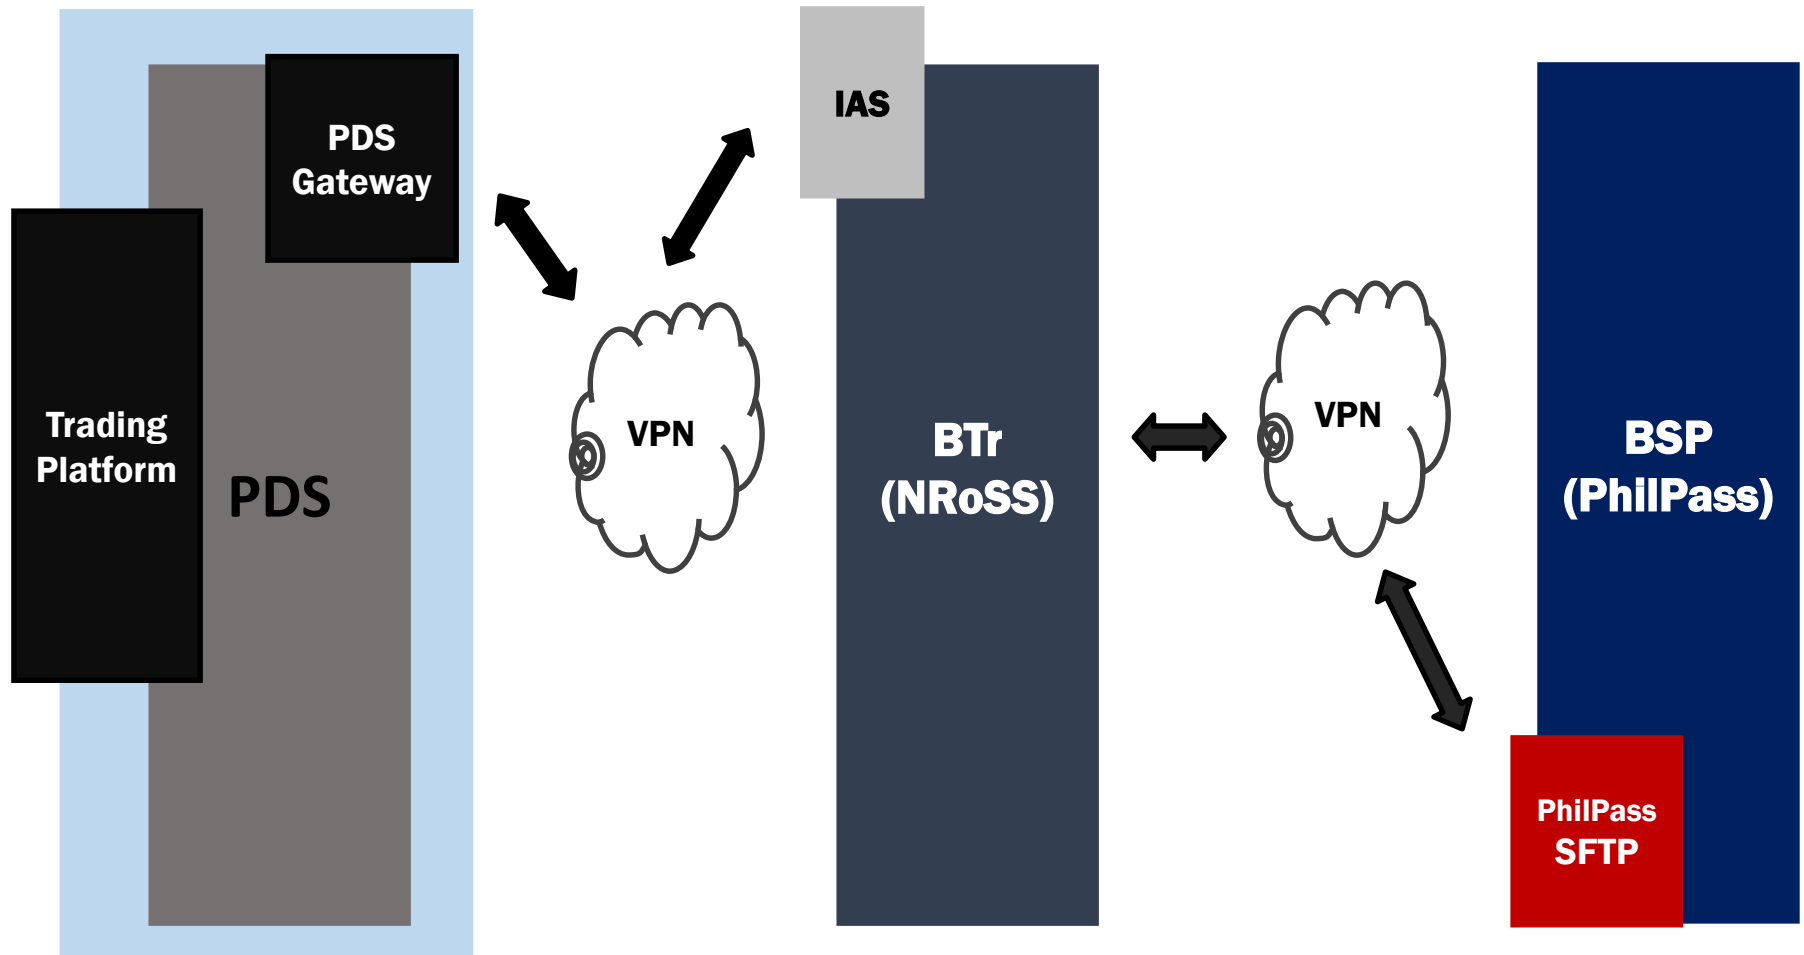 PDS
Gateway
Trading
Platform
PDS
VPN
IAS
BTr
(NRoSS)
VPN
BSP
(PhilPass)
PhilPass
SFTP